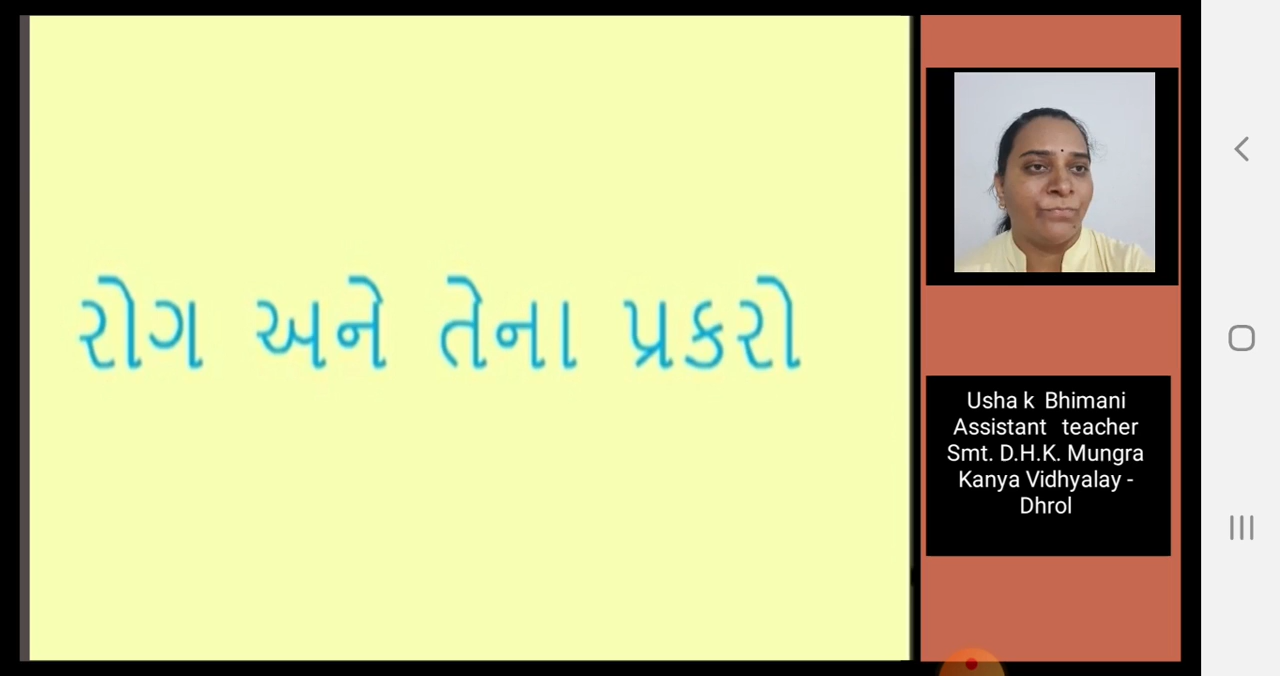 રોગ અને તેના પ્રકરો
Usha k Bhimani
Assistant teacher
Smt. D.H.K. Mungra
Kanya Vidhyalay -
Dhrol